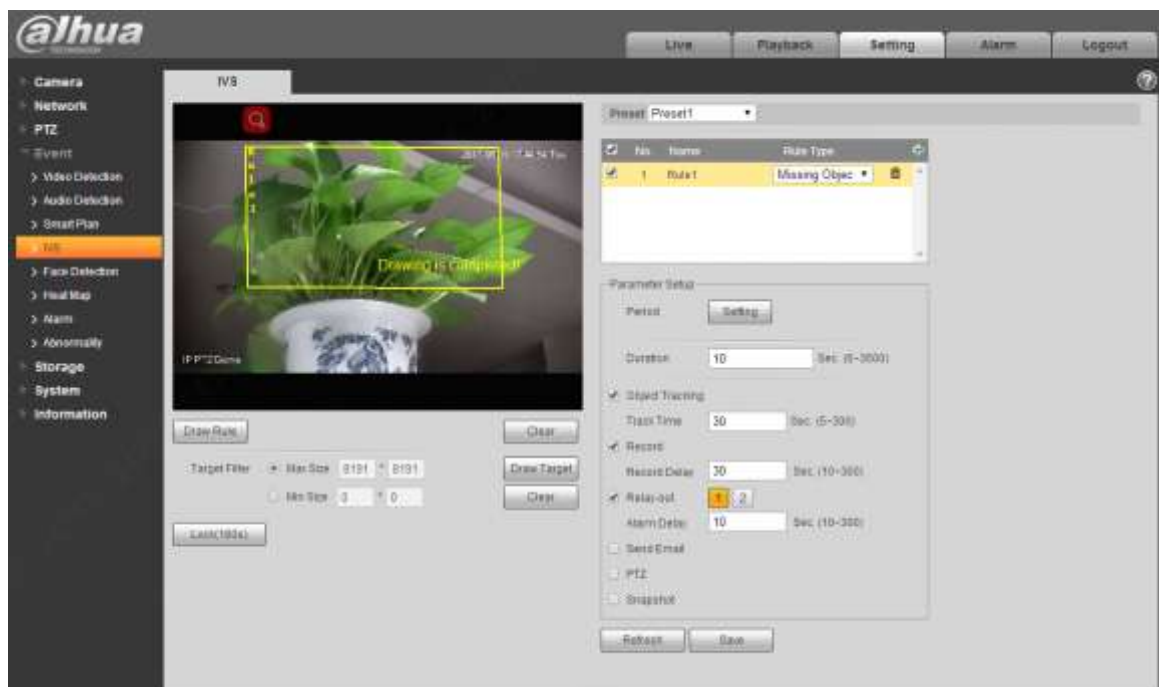 alhua
TECHNOLOGY
Live
Playback
Setting
Alarm
Logout
Camera
Network
PTZ
Event
> Video Detection
> Audio Detection
> Smart Plan
> IVS
> Face Detection
> Heat Map
> Alarm
> Abnormality
Storage
System
Information
IVS
Drawing is completed!
IP PTZ Dome
Draw Rule
Clear
Target Filter Max Size 8191 * 8191 Draw Target
Min Size 0 * 0 Clear
Lock(180s)
Preset Preset1
No. Name Rule Type
1 Rule1 Missing Objec
Parameter Setup
Period Setting
Duration 10 Sec. (6~3600)
Object Tracking
Track Time 30 Sec. (5~300)
Record
Record Delay 30 Sec. (10~300)
Relay-out 1 2
Alarm Delay 10 Sec. (10~300)
Send Email
PTZ
Snapshot
Refresh Save